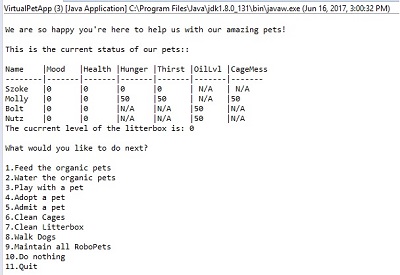 VirtualPetApp (3) [Java Application] C:\Program Files\Java\jdk1.8.0_131\bin\javaw.exe (Jun 16, 2017, 3:00:32 PM)
We are so happy you're here to help us with our amazing pets!
This is the current status of our pets::
Name |Mood |Health |Hunger |Thirst |OilLvl |CageMess
--------|-------|-------|-------|-------|-------|-------
Szoke |0 |0 |0 |0 | N/A | N/A
Molly |0 |0 |50 |50 | N/A | 50
Bolt |0 |0 |N/A |N/A |50 |N/A
Nutz |0 |0 |N/A |N/A |50 |N/A
The cucrrent level of the litterbox is: 0
What would you like to do next?
1.Feed the organic pets
2.Water the organic pets
3.Play with a pet
4.Adopt a pet
5.Admit a pet
6.Clean Cages
7.Clean Litterbox
8.Walk Dogs
9.Maintain all RoboPets
10.Do nothing
11.Quit